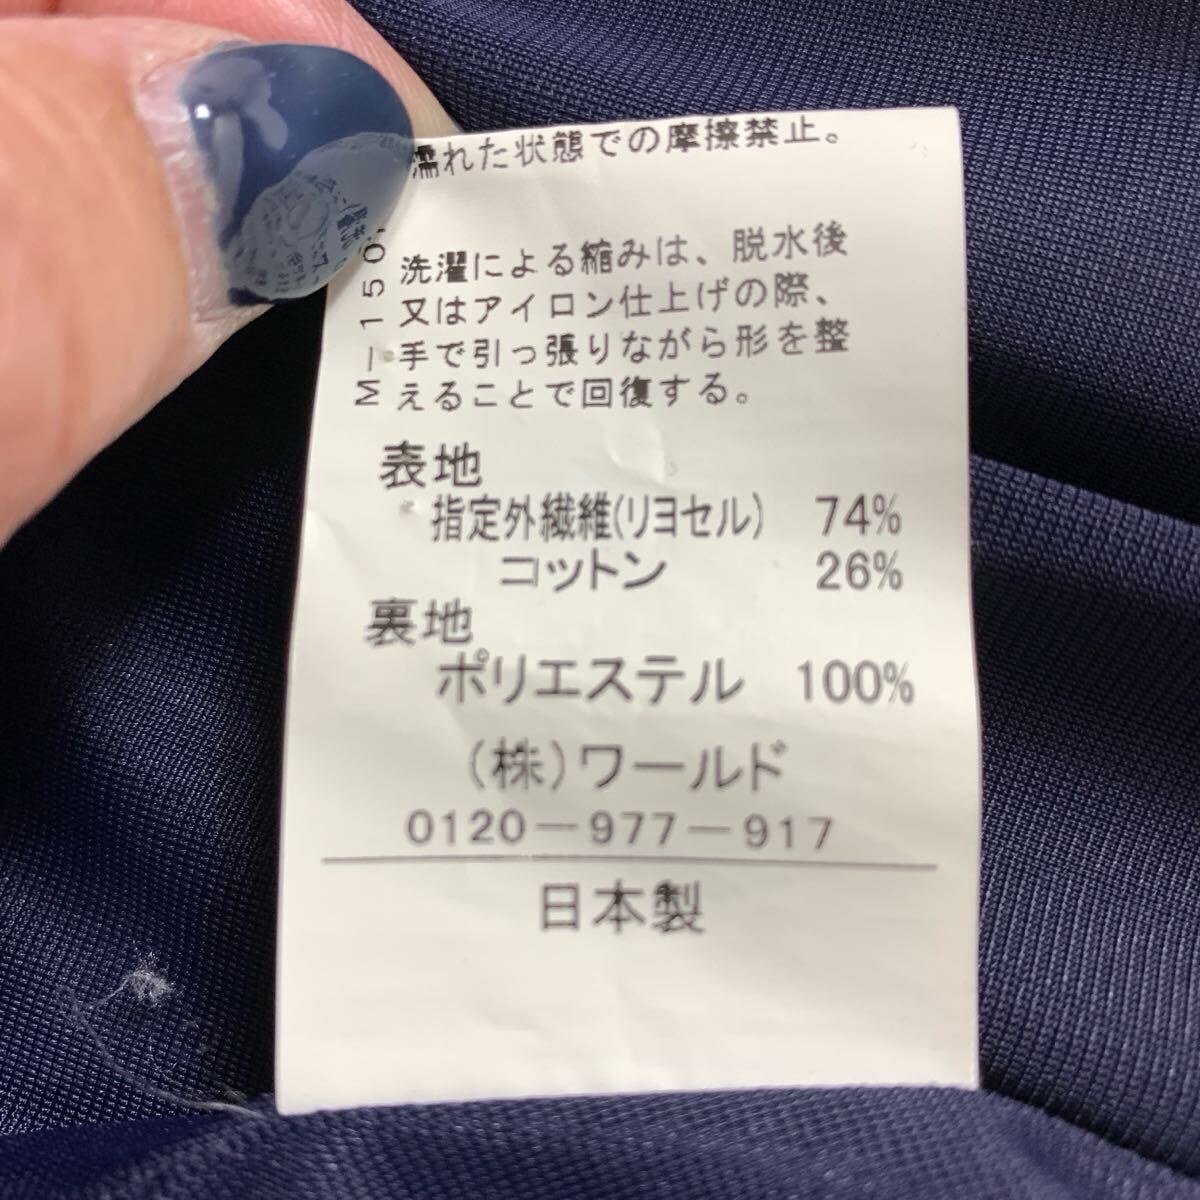 濡れた状態での摩擦禁止。
洗濯による縮みは、脱水後
又はアイロン仕上げの際、
手で引っ張りながら形を整
えることで回復する。
M-150
表地
指定外繊維(リヨセル) 74%
コットン 26%
裏地
ポリエステル 100%
(株)ワールド
0120-977-917
日本製